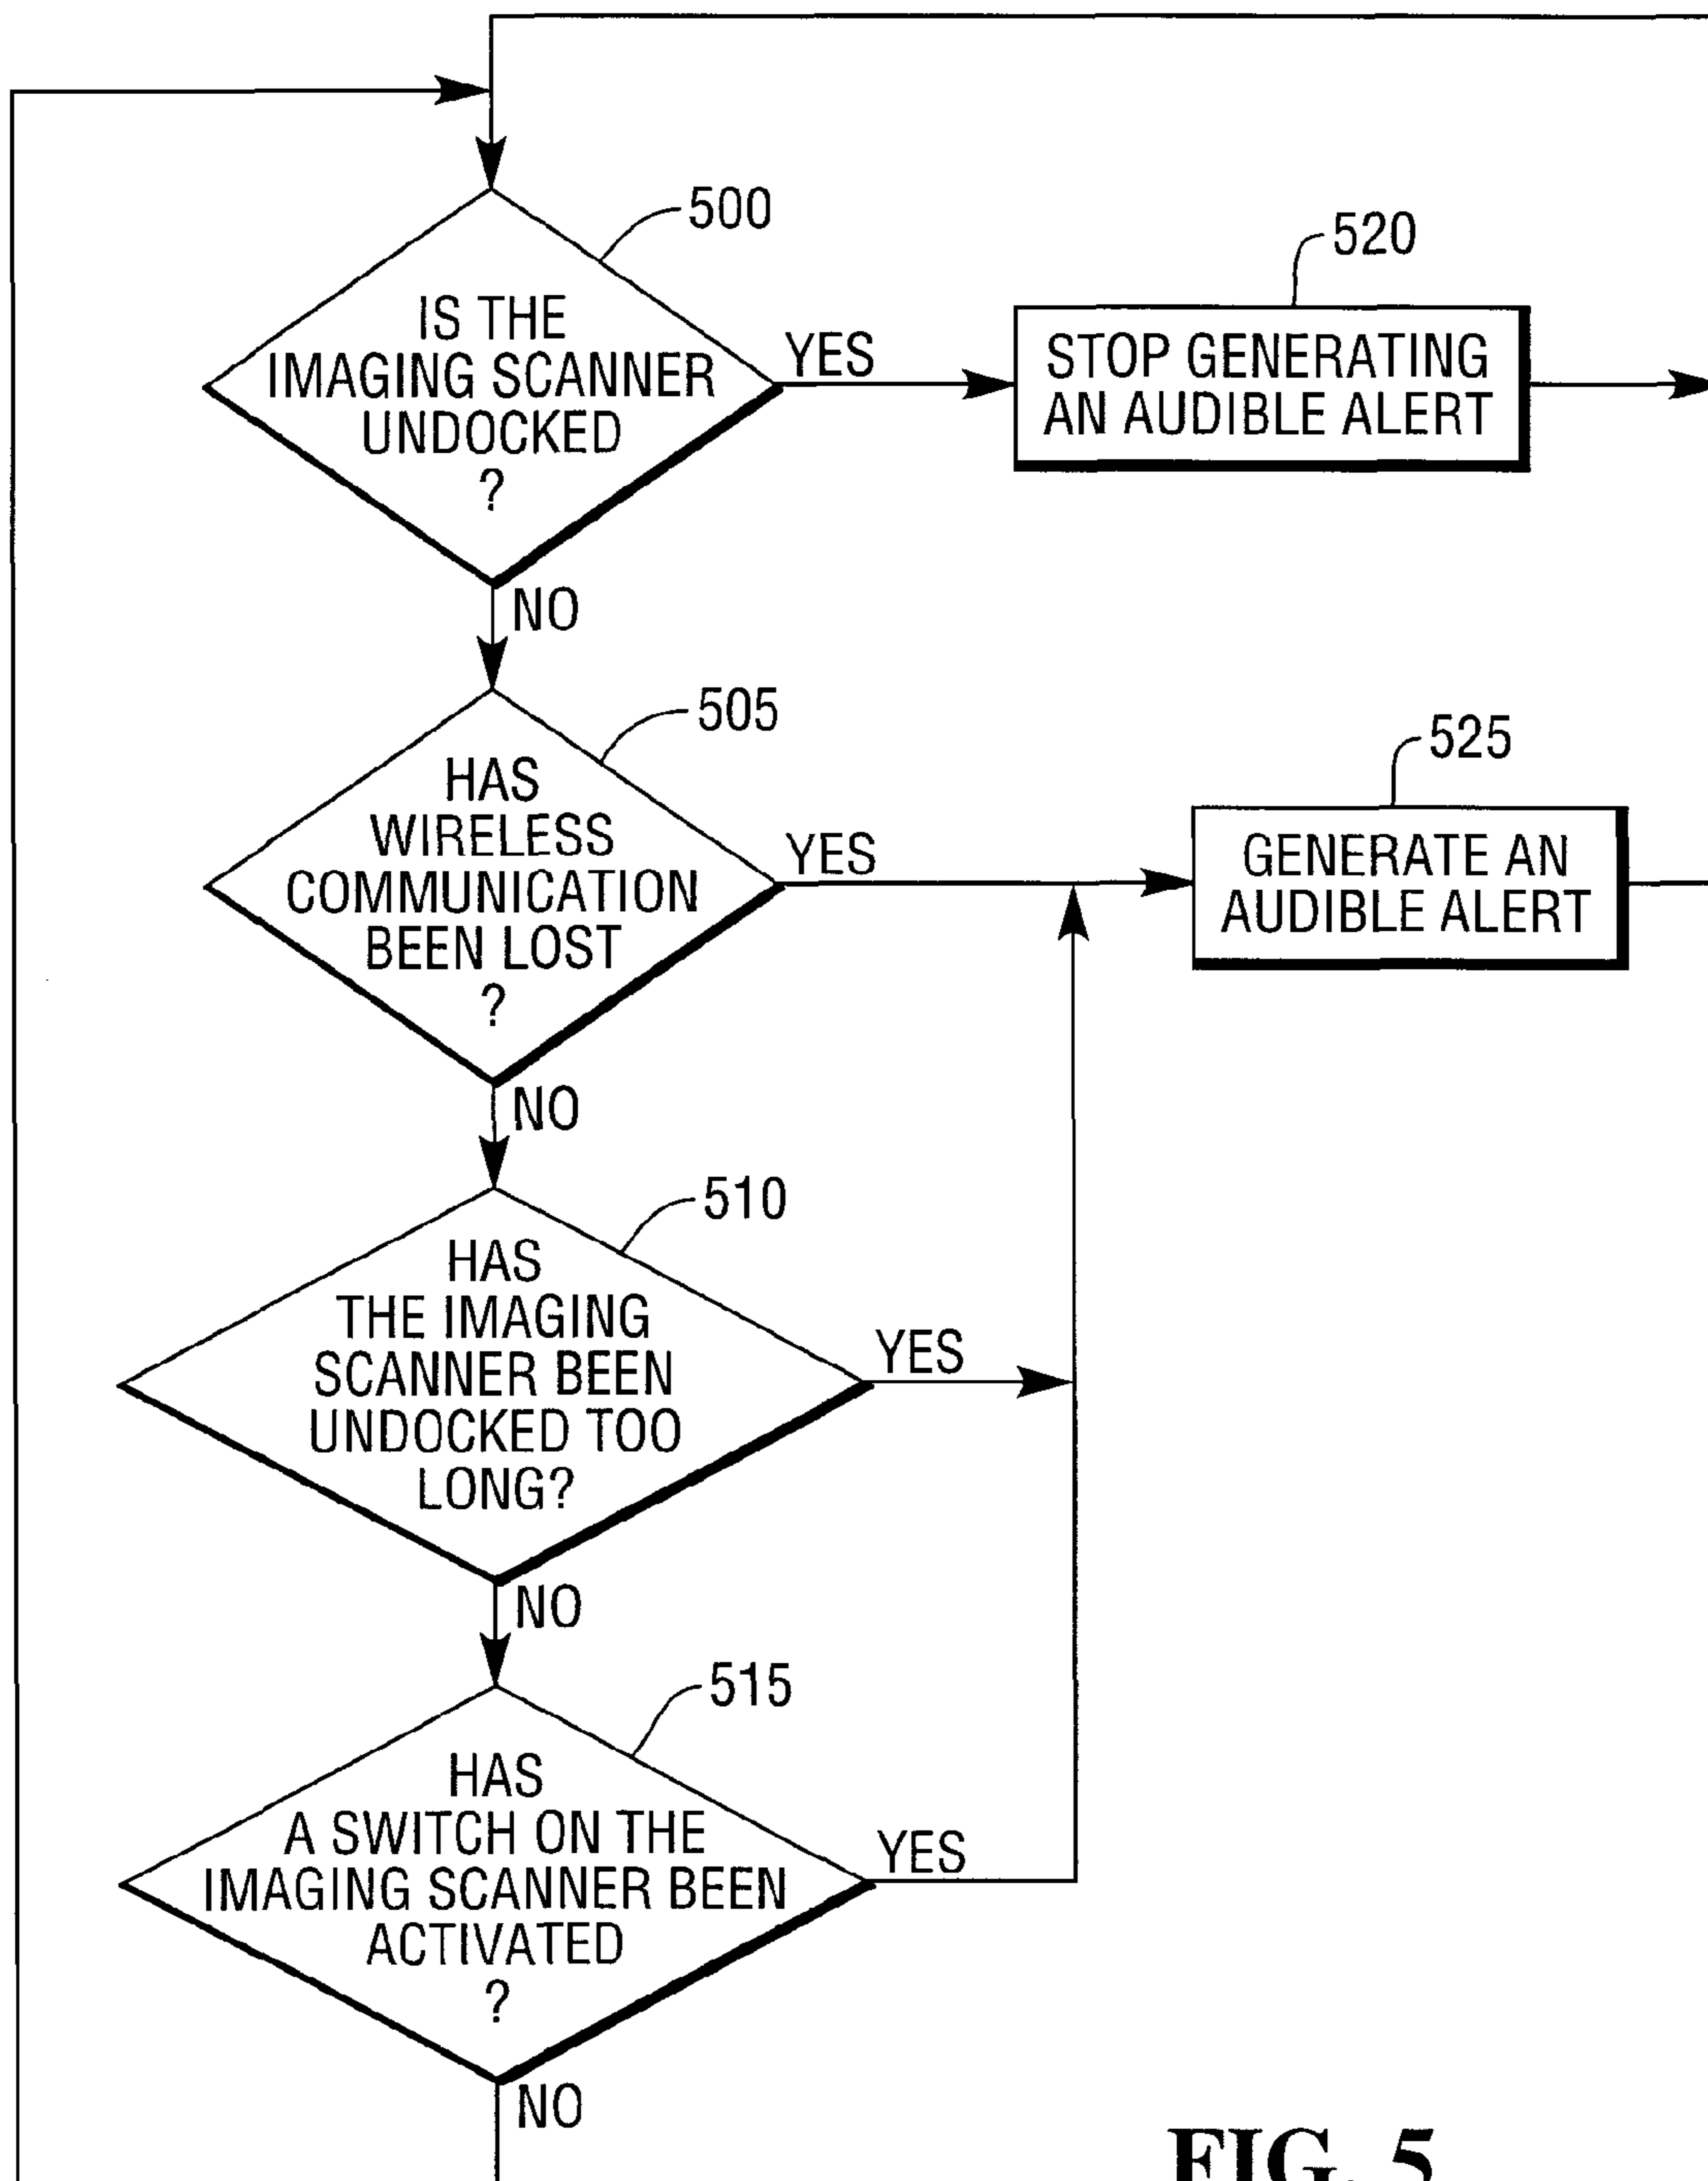 500
IS THE
IMAGING SCANNER
UNDOCKED
?
YES
520
STOP GENERATING
AN AUDIBLE ALERT
NO
505
HAS
WIRELESS
COMMUNICATION
BEEN LOST
?
YES
525
GENERATE AN
AUDIBLE ALERT
NO
510
HAS
THE IMAGING
SCANNER BEEN
UNDOCKED TOO
LONG?
YES
NO
515
HAS
A SWITCH ON THE
IMAGING SCANNER BEEN
ACTIVATED
?
YES
NO
FIG. 5